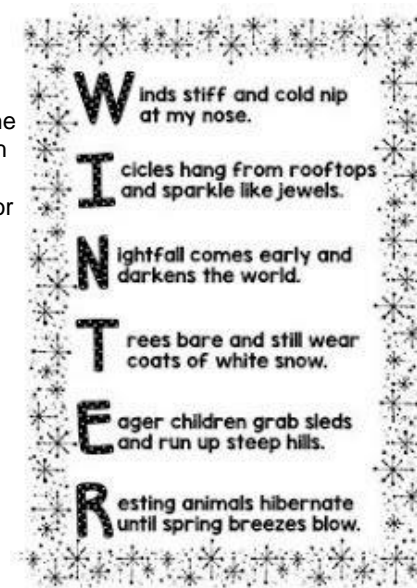 Winds stiff and cold nip
at my nose.
Icicles hang from rooftops
and sparkle like jewels.
Nightfall comes early and
darkens the world.
Trees bare and still wear
coats of white snow.
Eager children grab sleds
and run up steep hills.
Resting animals hibernate
until spring breezes blow.